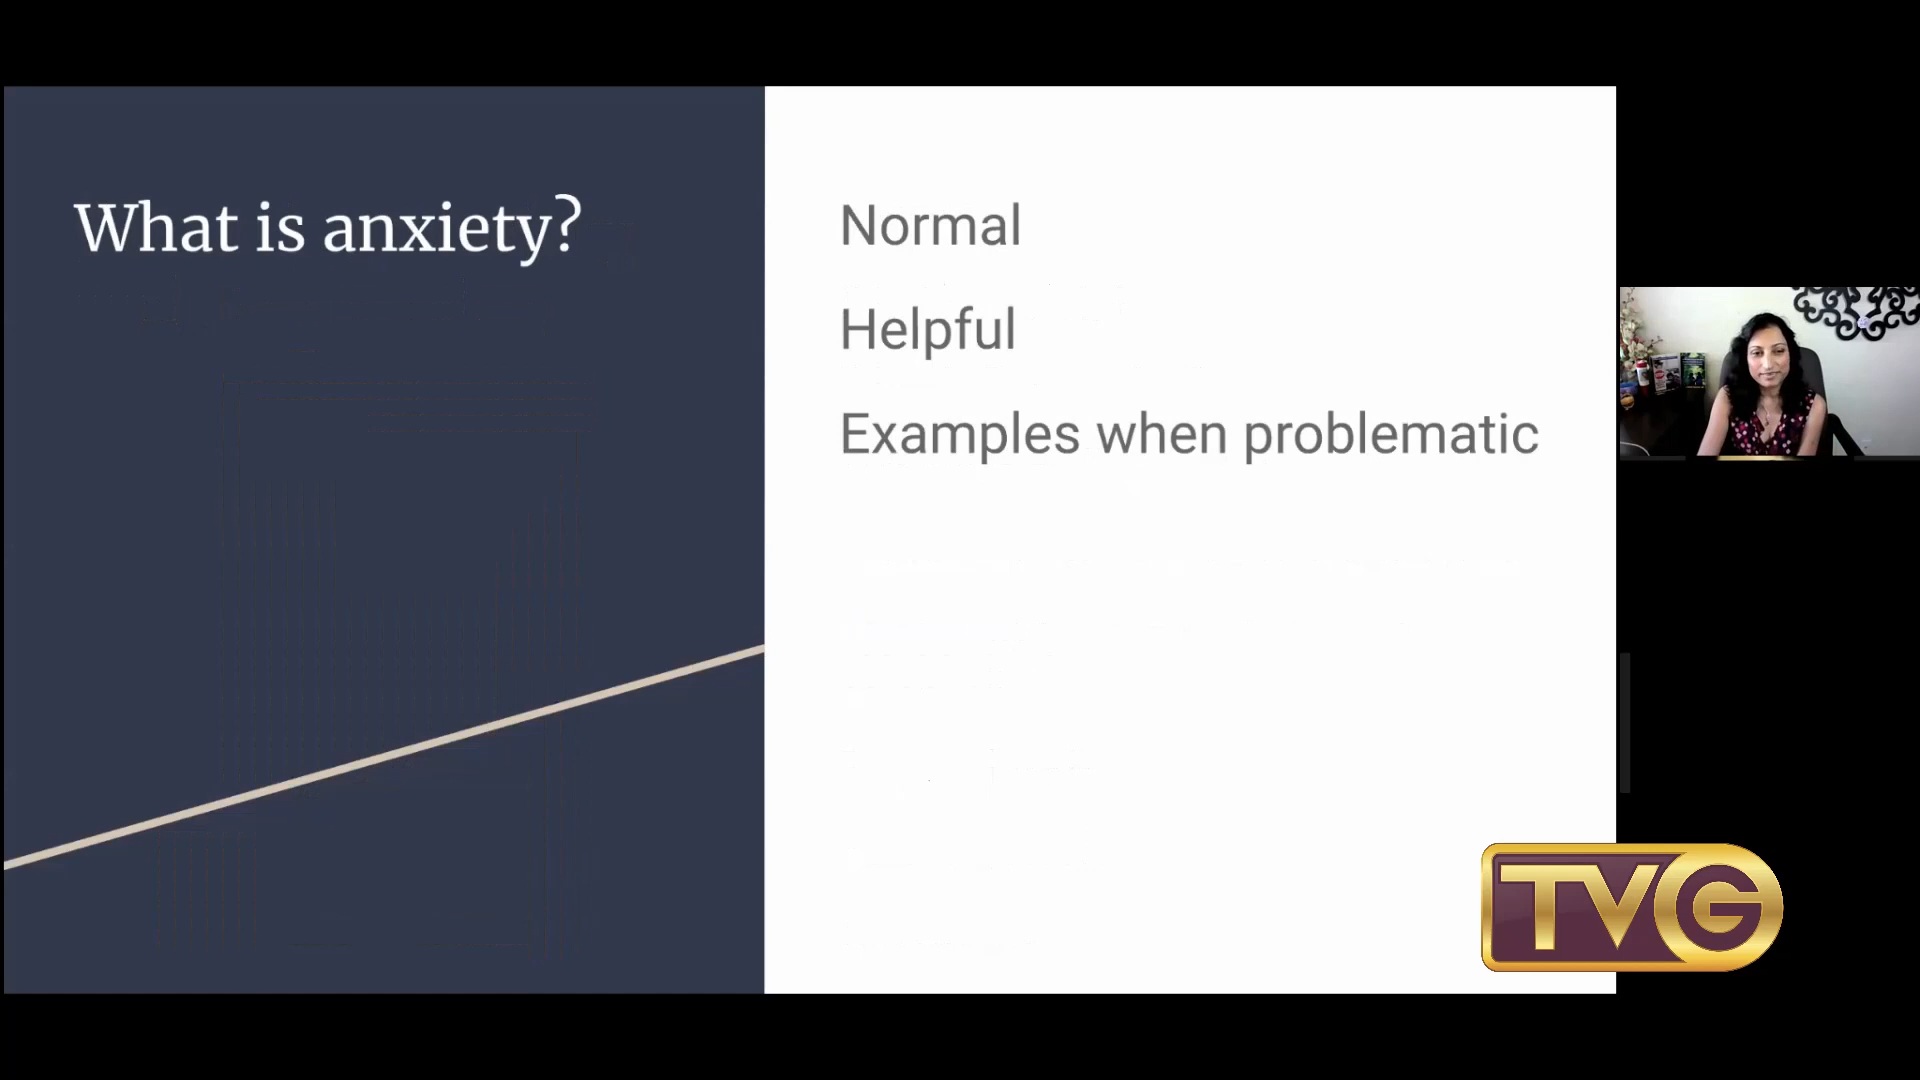 What is anxiety?
Normal
Helpful
Examples when problematic
TVG